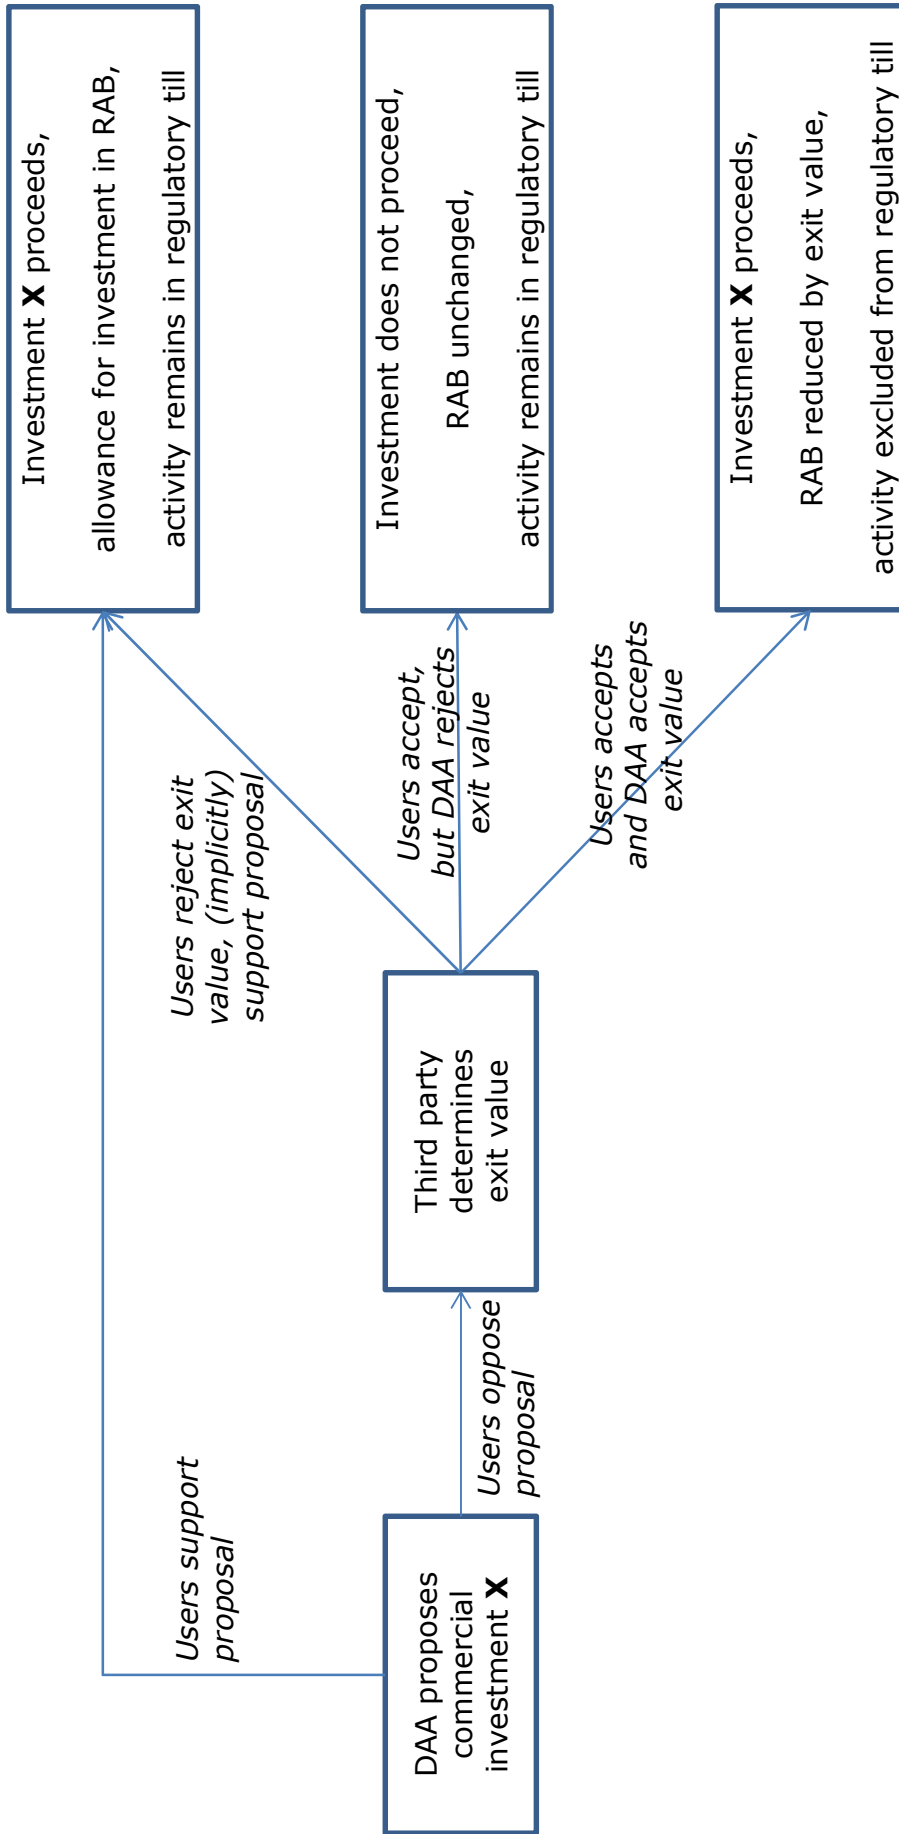 DAA proposes
commercial
investment X
Users support
proposal
Users oppose
proposal
Third party
determines
exit value
Users reject exit
value, (implicitly)
support proposal
Users accept,
but DAA rejects
exit value
Users accepts
and DAA accepts
exit value
Investment X proceeds,
allowance for investment in RAB,
activity remains in regulatory till
Investment does not proceed,
RAB unchanged,
activity remains in regulatory till
Investment X proceeds,
RAB reduced by exit value,
activity excluded from regulatory till